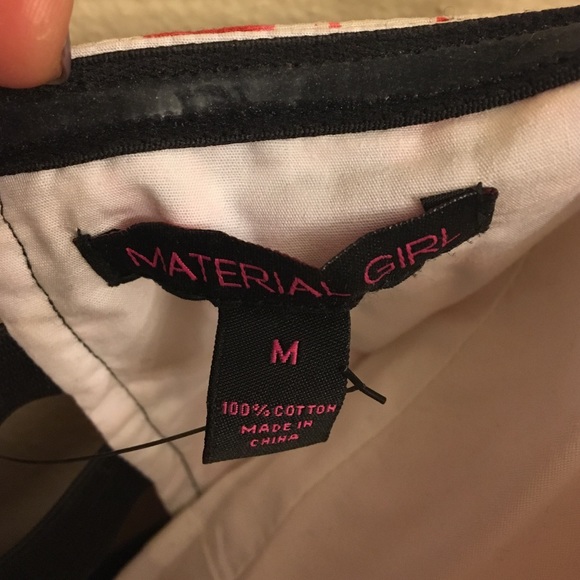 MATERIAL GIRL
M
100% COTTON
MADE IN
CHINA